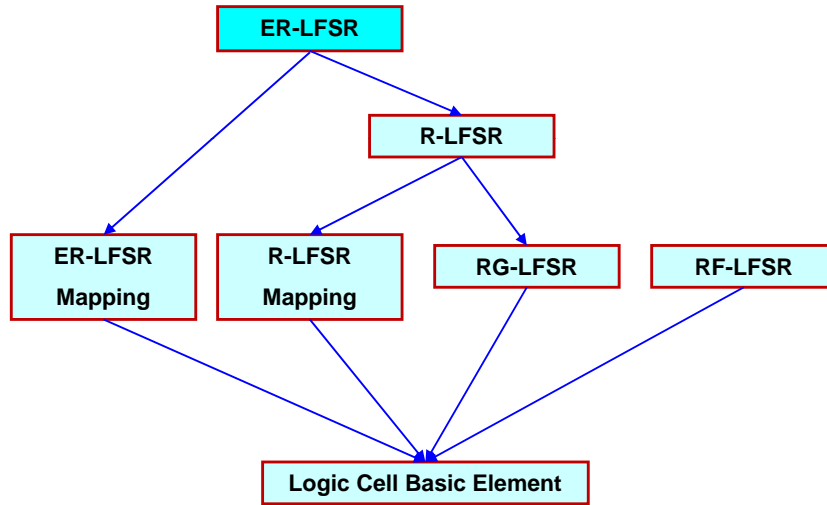 ER-LFSR
R-LFSR
ER-LFSR
Mapping
R-LFSR
Mapping
RG-LFSR
RF-LFSR
Logic Cell Basic Element